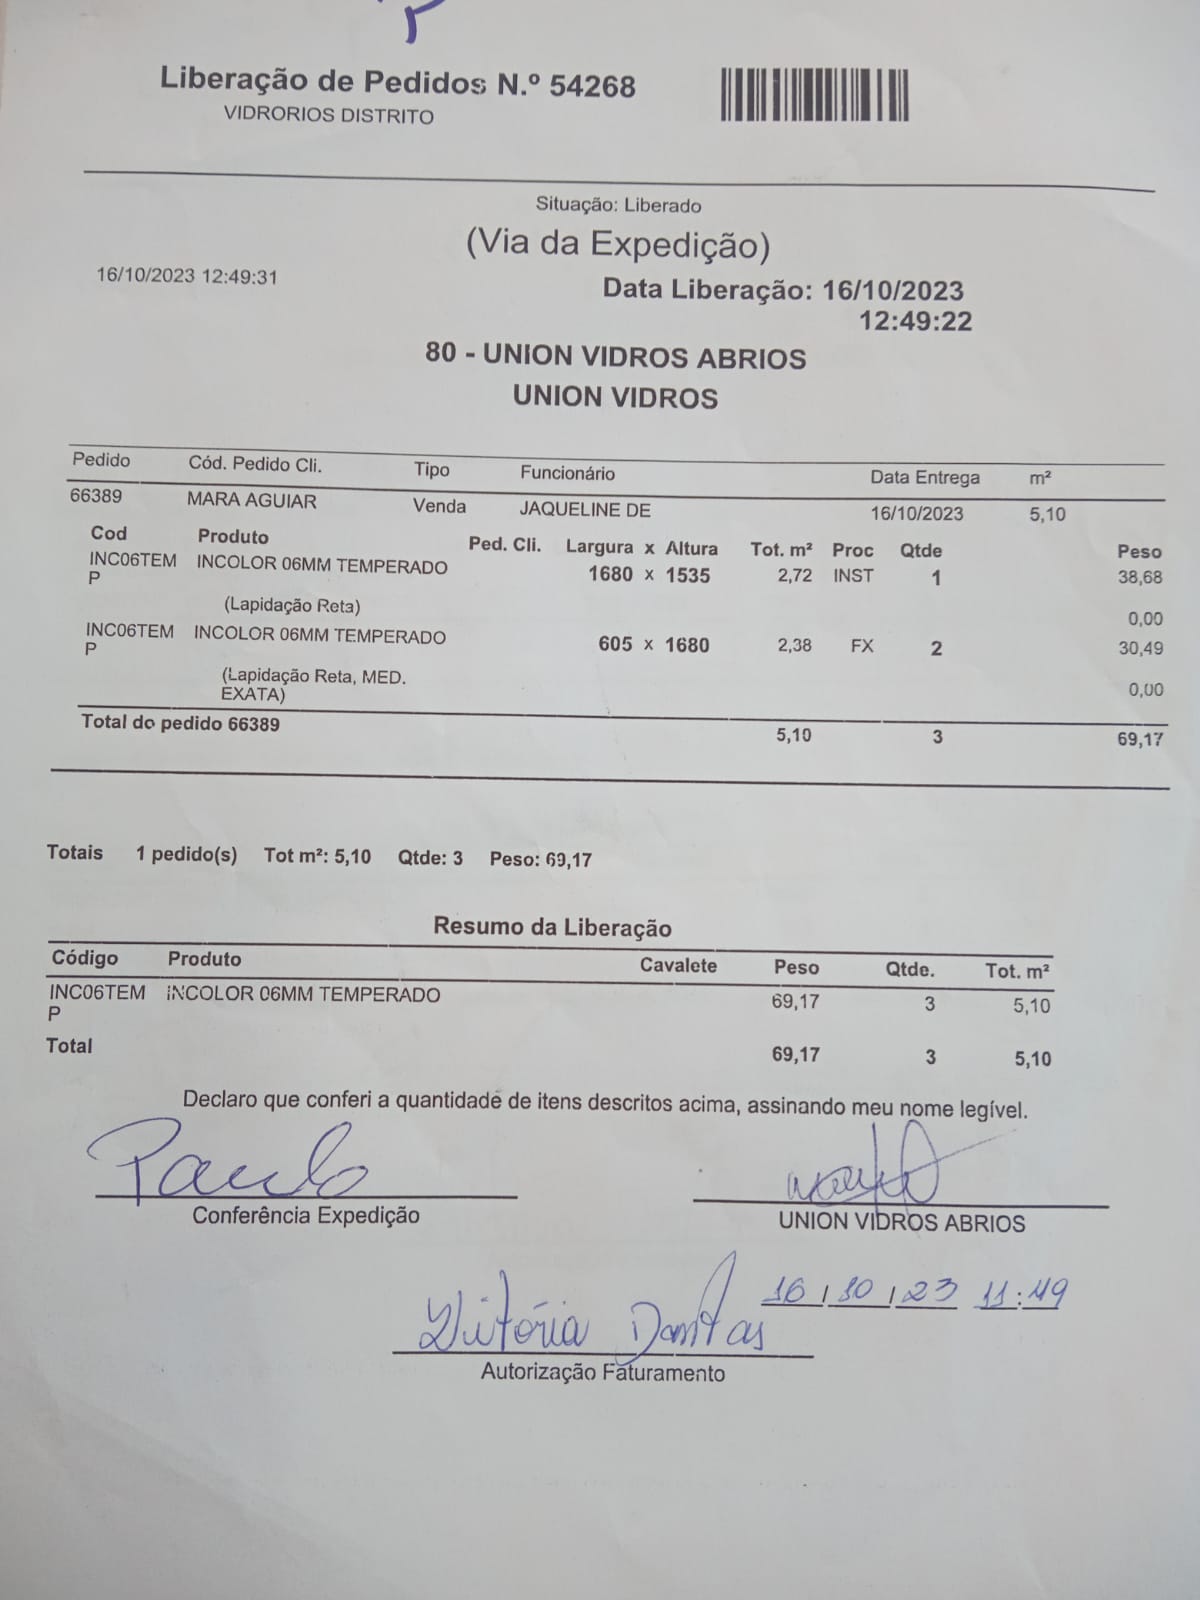 Liberação de Pedidos N.º 54268
VIDRORIOS DISTRITO
Situação: Liberado
(Via da Expedição)
16/10/2023 12:49:31
Data Liberação: 16/10/2023
12:49:22
80 - UNION VIDROS ABRIOS
UNION VIDROS
Pedido Cód. Pedido Cli. Tipo Funcionário Data Entrega m²
66389 MARA AGUIAR Venda JAQUELINE DE 16/10/2023 5,10
Cod Produto Ped. Cli. Largura x Altura Tot. m² Proc Qtde Peso
INC06TEM INCOLOR 06MM TEMPERADO 1680 x 1535 2,72 INST 1 38,68
P
(Lapidação Reta) 0,00
INC06TEM INCOLOR 06MM TEMPERADO 605 x 1680 2,38 FX 2 30,49
P
(Lapidação Reta, MED. 0,00
EXATA)
Total do pedido 66389 5,10 3 69,17
Totais 1 pedido(s) Tot m²: 5,10 Qtde: 3 Peso: 69,17
Resumo da Liberação
Código Produto Cavalete Peso Qtde. Tot. m²
INC06TEM INCOLOR 06MM TEMPERADO 69,17 3 5,10
P
Total 69,17 3 5,10
Declaro que conferi a quantidade de itens descritos acima, assinando meu nome legível.
Paulo
Conferência Expedição
UNION VIDROS ABRIOS
16/10/23 11:49
Vitória Dantas
Autorização Faturamento